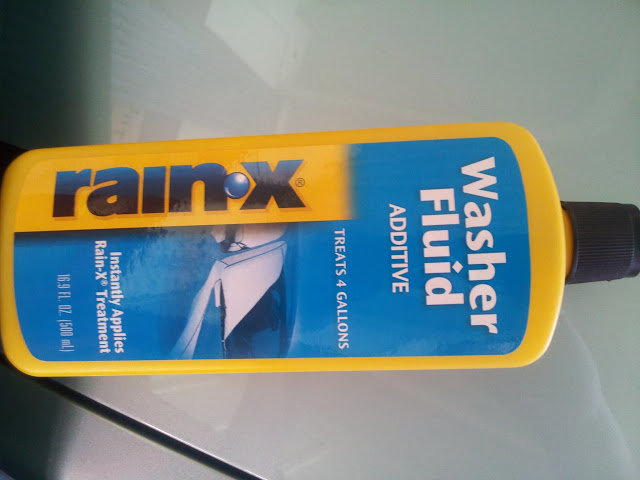 Washer
Fluid
ADDITIVE
TREATS 4 GALLONS
rain·x®
Instantly Applies
Rain-X® Treatment
16.9 FL. OZ. (500 mL)